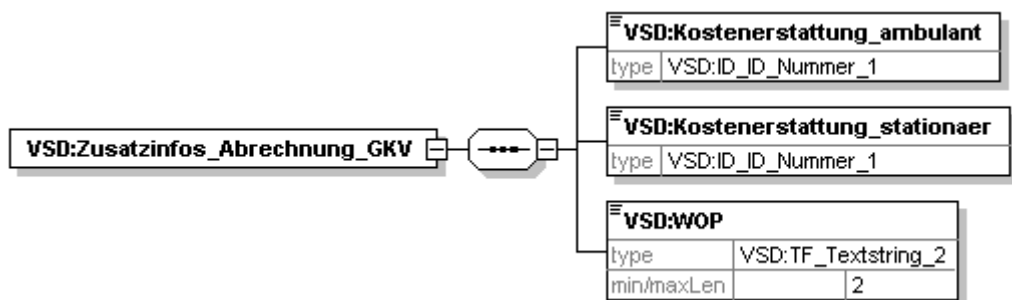 VSD:Kostenerstattung_ambulant
type VSD:ID_ID_Nummer_1
VSD:Zusatzinfos_Abrechnung_GKV
VSD:Kostenerstattung_stationaer
type VSD:ID_ID_Nummer_1
VSD:WOP
type VSD:TF_Textstring_2
min/maxLen 2